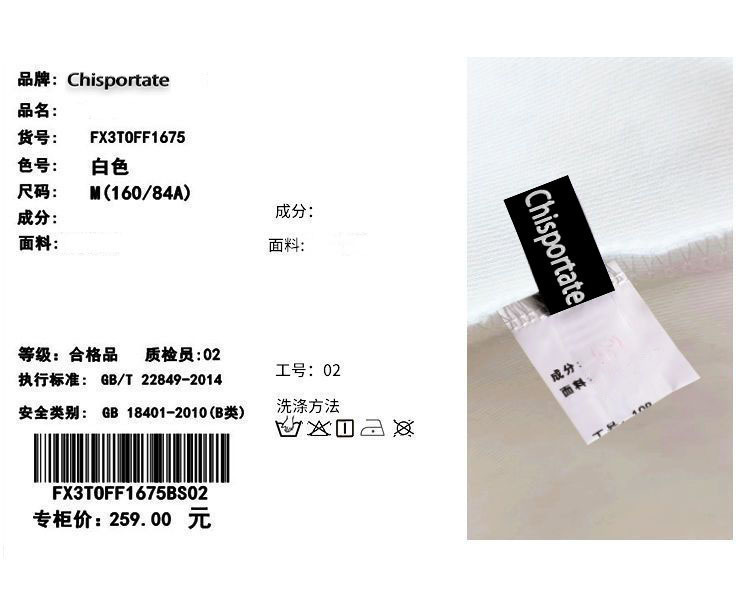 品牌: Chisportate
品名:
货号: FX3T0FF1675
色号: 白色
尺码: M(160/84A)
成分:
面料:
成分:
面料:
等级: 合格品 质检员:02
执行标准: GB/T 22849-2014
安全类别: GB 18401-2010(B类)
FX3T0FF1675BS02
专柜价: 259.00 元
工号: 02
洗涤方法
Chisportate
成分:
面料: